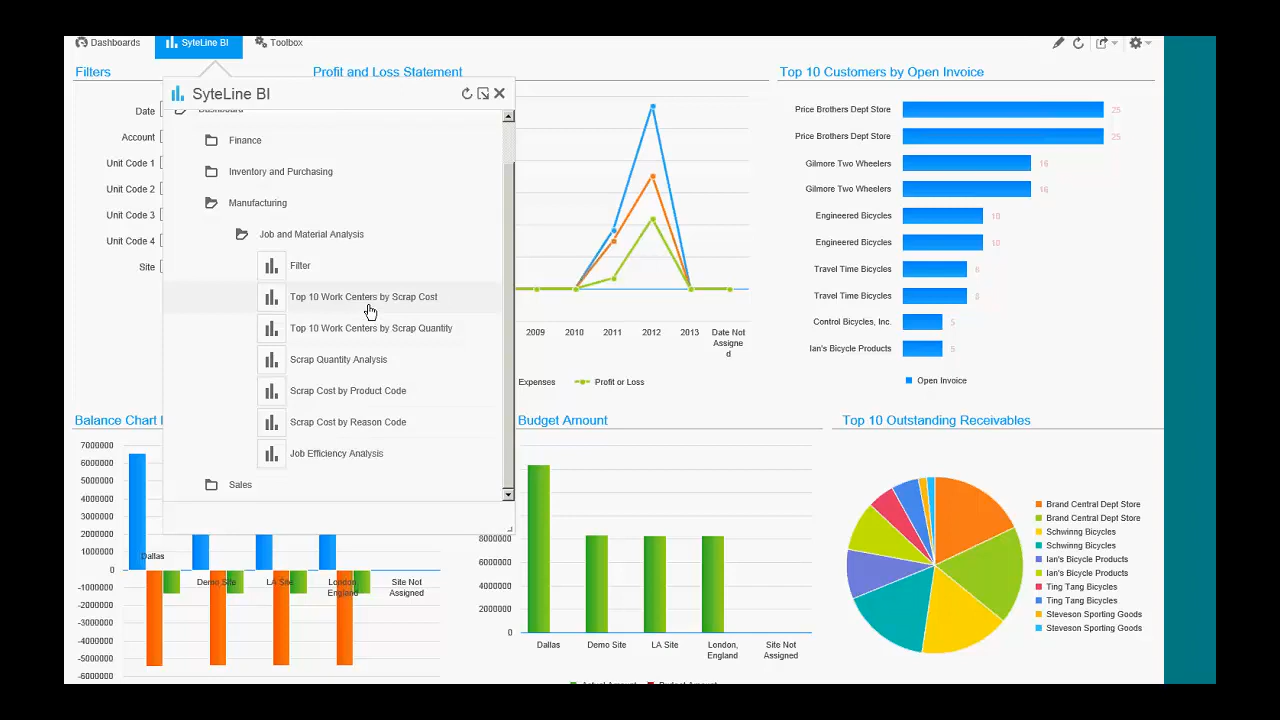 Dashboards
SyteLine BI
Toolbox
Filters
Date
Account
Unit Code 1
Unit Code 2
Unit Code 3
Unit Code 4
Site
SyteLine BI
Dashboard
Finance
Inventory and Purchasing
Manufacturing
Job and Material Analysis
Filter
Top 10 Work Centers by Scrap Cost
Top 10 Work Centers by Scrap Quantity
Scrap Quantity Analysis
Scrap Cost by Product Code
Scrap Cost by Reason Code
Job Efficiency Analysis
Sales
Profit and Loss Statement
2009 2010 2011 2012 2013 Date Not
Assigne
d
Expenses Profit or Loss
Top 10 Customers by Open Invoice
Price Brothers Dept Store 25
Price Brothers Dept Store 25
Gilmore Two Wheelers 16
Gilmore Two Wheelers 16
Engineered Bicycles 10
Engineered Bicycles 10
Travel Time Bicycles
Travel Time Bicycles
Control Bicycles, Inc. 5
Ian's Bicycle Products 5
Open Invoice
Balance Chart
7000000
6000000
5000000
4000000
3000000
2000000
1000000
0
-1000000
-2000000
-3000000
-4000000
-5000000
-6000000
Dallas
Demo Site
LA Site
London,
England
Site Not
Assigned
Budget Amount
8000000
6000000
4000000
2000000
0
Dallas Demo Site LA Site London,
England
Site Not
Assigned
Actual Amount Budget Amount
Top 10 Outstanding Receivables
Brand Central Dept Store
Brand Central Dept Store
Schwinng Bicycles
Schwinng Bicycles
Ian's Bicycle Products
Ian's Bicycle Products
Ting Tang Bicycles
Ting Tang Bicycles
Steveson Sporting Goods
Steveson Sporting Goods